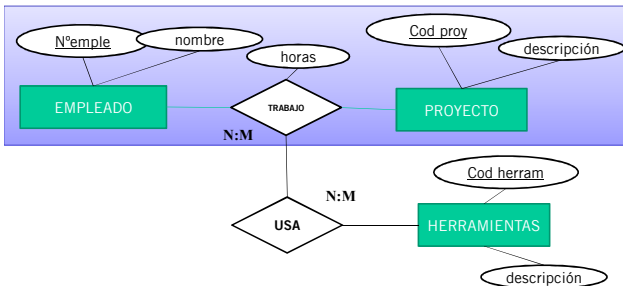 Nºemple
nombre
Cod proy
descripción
horas
EMPLEADO
TRABAJO
PROYECTO
N:M
Cod herram
N:M
USA
HERRAMIENTAS
descripción